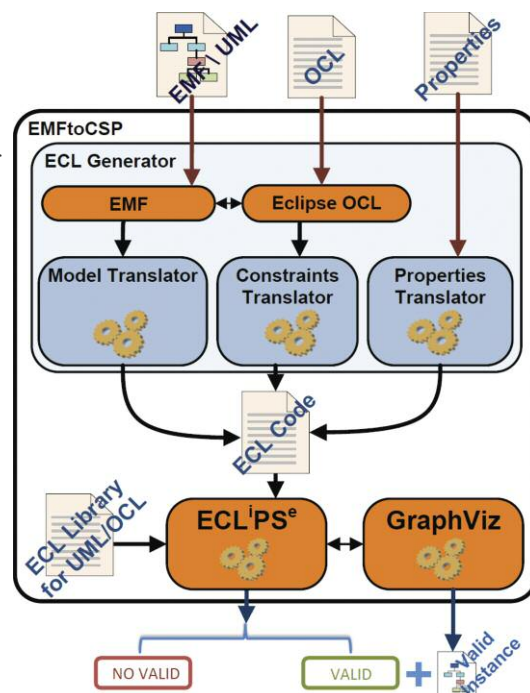 EMF \ UML
OCL
Properties
EMFtoCSP
ECL Generator
EMF
Eclipse OCL
Model Translator
Constraints
Translator
Properties
Translator
ECL Code
ECL Library
for UML/OCL
ECLⁱPSᵉ
GraphViz
NO VALID
VALID
+
Valid
Instance